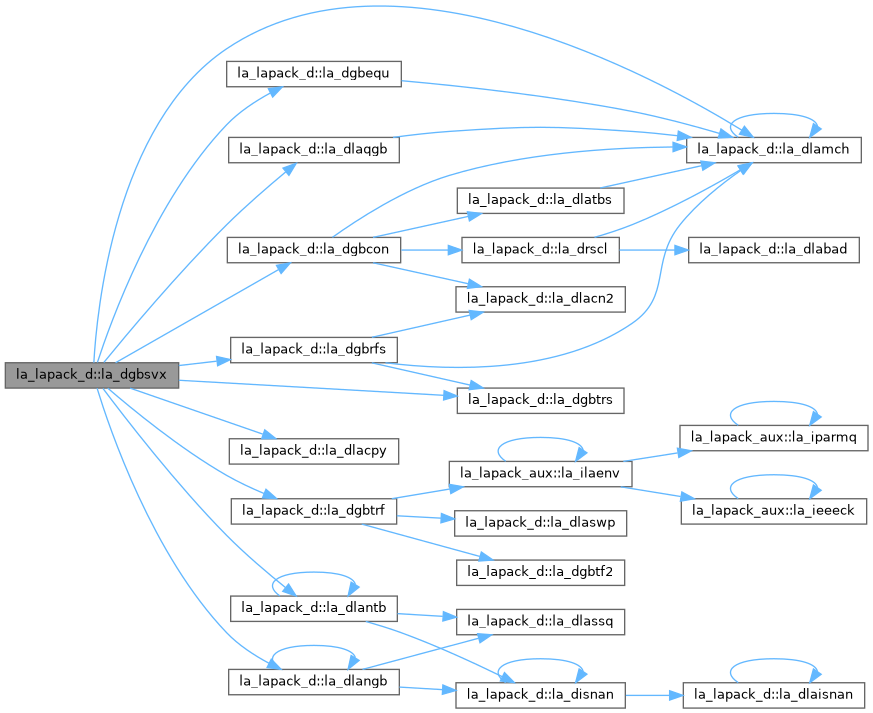 la_lapack_d::la_dgbequ
la_lapack_d::la_dlaqgb
la_lapack_d::la_dlamch
la_lapack_d::la_dlatbs
la_lapack_d::la_dgbcon
la_lapack_d::la_drscl
la_lapack_d::la_dlabad
la_lapack_d::la_dlacn2
la_lapack_d::la_dgbrfs
la_lapack_d::la_dgbsvx
la_lapack_d::la_dgbtrs
la_lapack_aux::la_iparmq
la_lapack_d::la_dlacpy
la_lapack_aux::la_ilaenv
la_lapack_d::la_dgbtrf
la_lapack_aux::la_ieeeck
la_lapack_d::la_dlaswp
la_lapack_d::la_dgbtf2
la_lapack_d::la_dlantb
la_lapack_d::la_dlassq
la_lapack_d::la_dlangb
la_lapack_d::la_disnan
la_lapack_d::la_dlaisnan